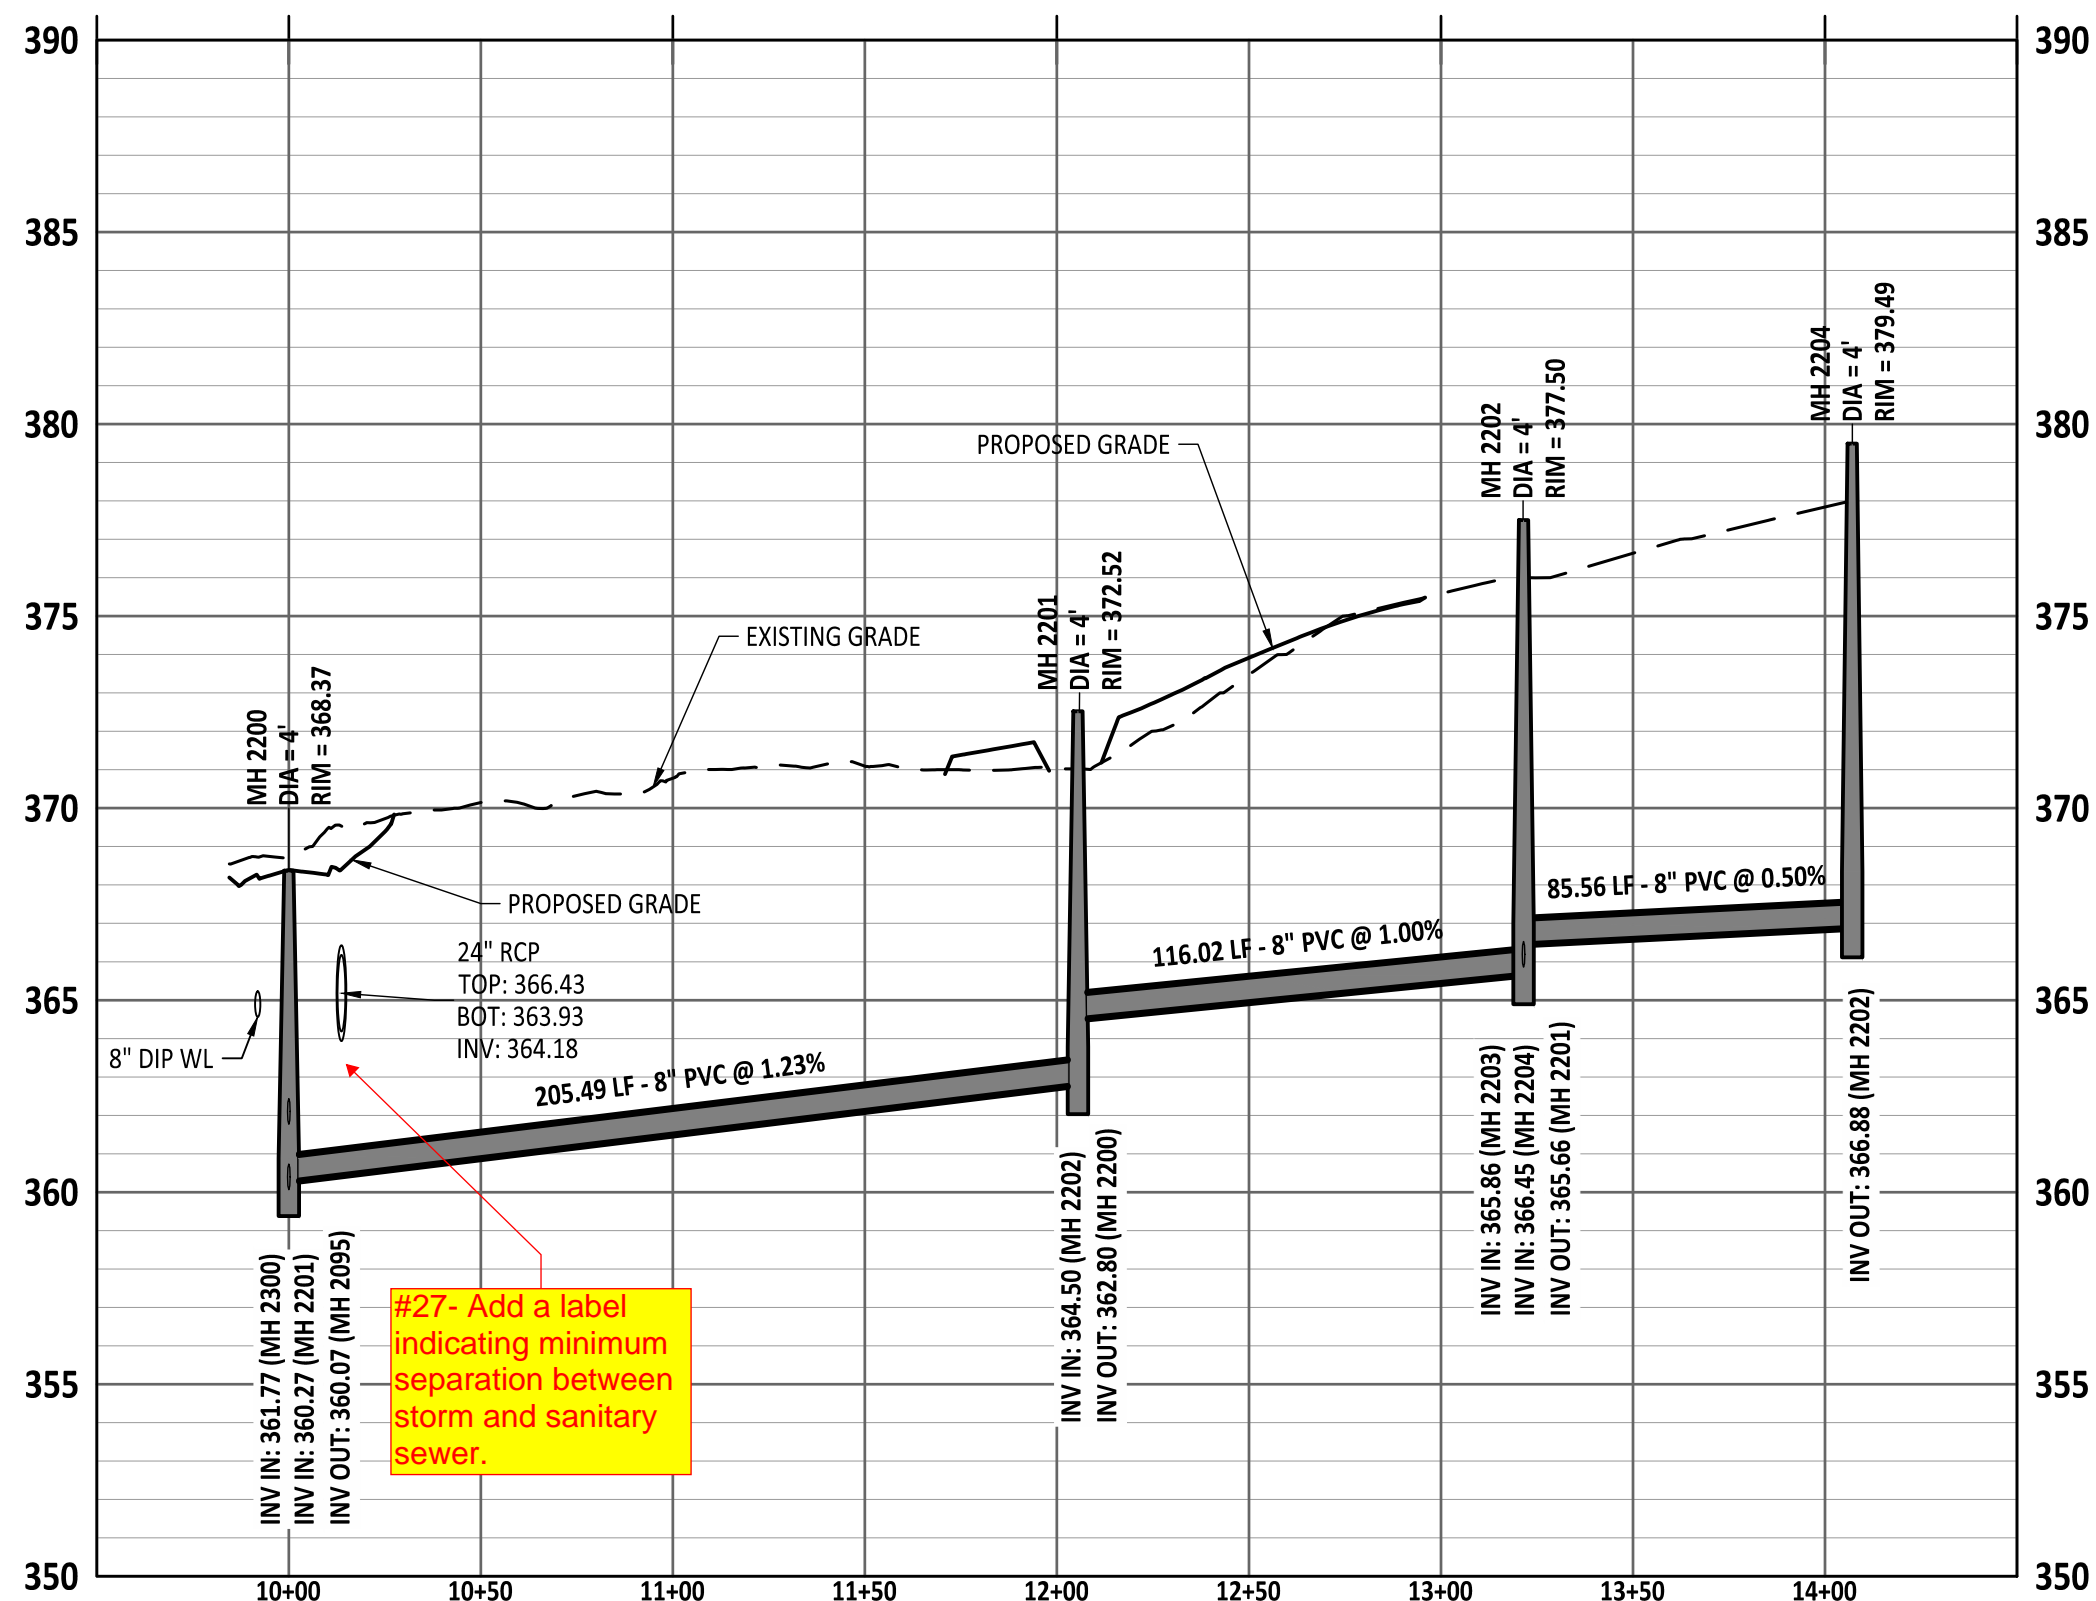 390
390
385
385
380
380
375
375
370
370
365
365
360
360
355
355
350
350
MH 2200
DIA = 4'
RIM = 368.37
MH 2201
DIA = 4'
RIM = 372.52
MH 2202
DIA = 4'
RIM = 377.50
MH 2204
DIA = 4'
RIM = 379.49
PROPOSED GRADE
EXISTING GRADE
PROPOSED GRADE
24" RCP
TOP: 366.43
BOT: 363.93
INV: 364.18
8" DIP WL
205.49 LF - 8" PVC @ 1.23%
116.02 LF - 8" PVC @ 1.00%
85.56 LF - 8" PVC @ 0.50%
INV IN: 361.77 (MH 2300)
INV IN: 360.27 (MH 2201)
INV OUT: 360.07 (MH 2095)
INV IN: 364.50 (MH 2202)
INV OUT: 362.80 (MH 2200)
INV IN: 365.86 (MH 2203)
INV IN: 366.45 (MH 2204)
INV OUT: 365.66 (MH 2201)
INV OUT: 366.88 (MH 2202)
#27- Add a label
indicating minimum
separation between
storm and sanitary
sewer.
10+00
10+50
11+00
11+50
12+00
12+50
13+00
13+50
14+00